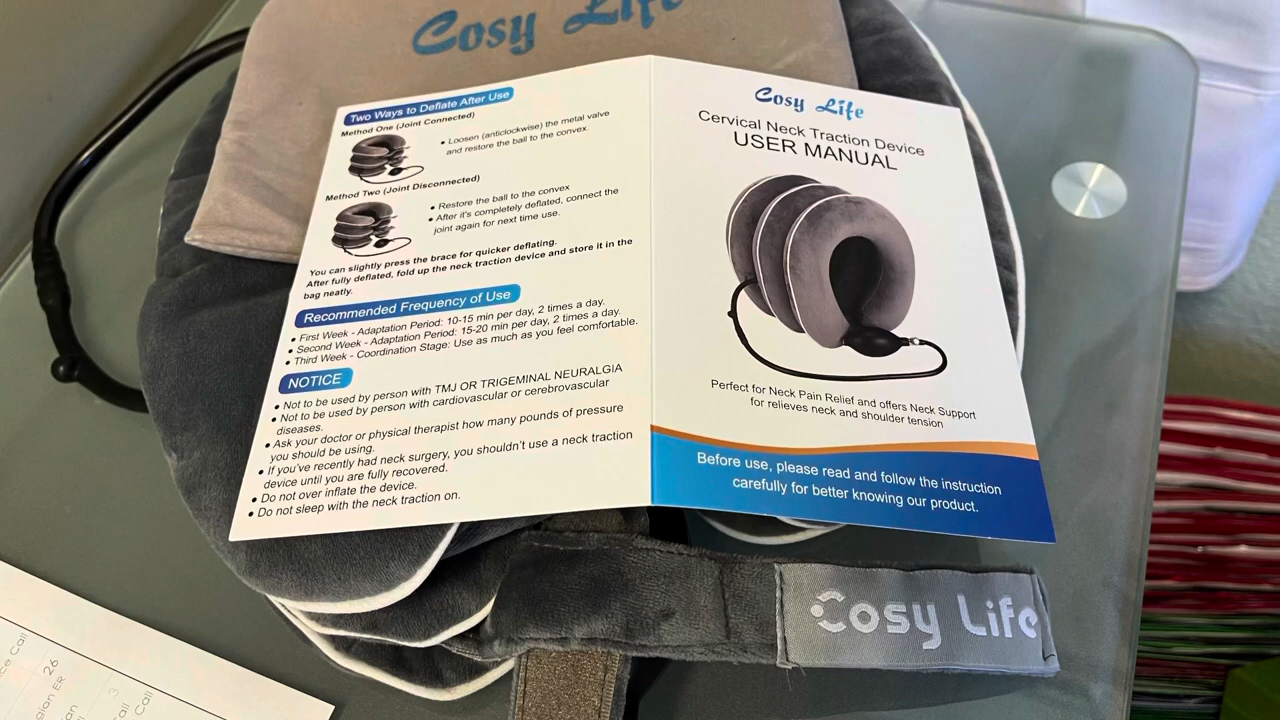 Cosy Life
Two Ways to Deflate After Use
Method One (Joint Connected)
• Loosen (anticlockwise) the metal valve
and restore the ball to the convex.
Method Two (Joint Disconnected)
• Restore the ball to the convex
• After it's completely deflated, connect the
joint again for next time use.
You can slightly press the brace for quicker deflating.
After fully deflated, fold up the neck traction device and store it in the
bag neatly.
Recommended Frequency of Use
• First Week - Adaptation Period: 10-15 min per day, 2 times a day.
• Second Week - Adaptation Period: 15-20 min per day, 2 times a day.
• Third Week - Coordination Stage: Use as much as you feel comfortable.
NOTICE
• Not to be used by person with TMJ OR TRIGEMINAL NEURALGIA
• Not to be used by person with cardiovascular or cerebrovascular
diseases.
• Ask your doctor or physical therapist how many pounds of pressure
you should be using.
• If you've recently had neck surgery, you shouldn't use a neck traction
device until you are fully recovered.
• Do not over inflate the device.
• Do not sleep with the neck traction on.
Cosy Life
Cervical Neck Traction Device
USER MANUAL
Perfect for Neck Pain Relief and offers Neck Support
for relieves neck and shoulder tension
Before use, please read and follow the instruction
carefully for better knowing our product.
Cosy Life
Call
26
ER
3
Call